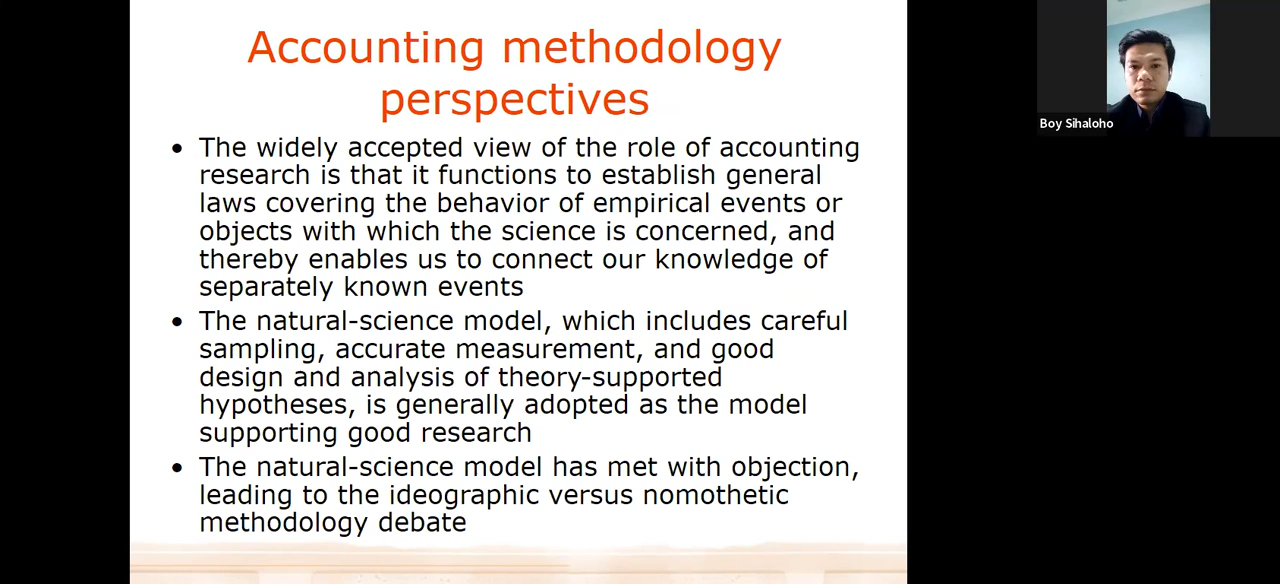 Accounting methodology
perspectives
• The widely accepted view of the role of accounting
research is that it functions to establish general
laws covering the behavior of empirical events or
objects with which the science is concerned, and
thereby enables us to connect our knowledge of
separately known events
• The natural-science model, which includes careful
sampling, accurate measurement, and good
design and analysis of theory-supported
hypotheses, is generally adopted as the model
supporting good research
• The natural-science model has met with objection,
leading to the ideographic versus nomothetic
methodology debate
Boy Sihaloho